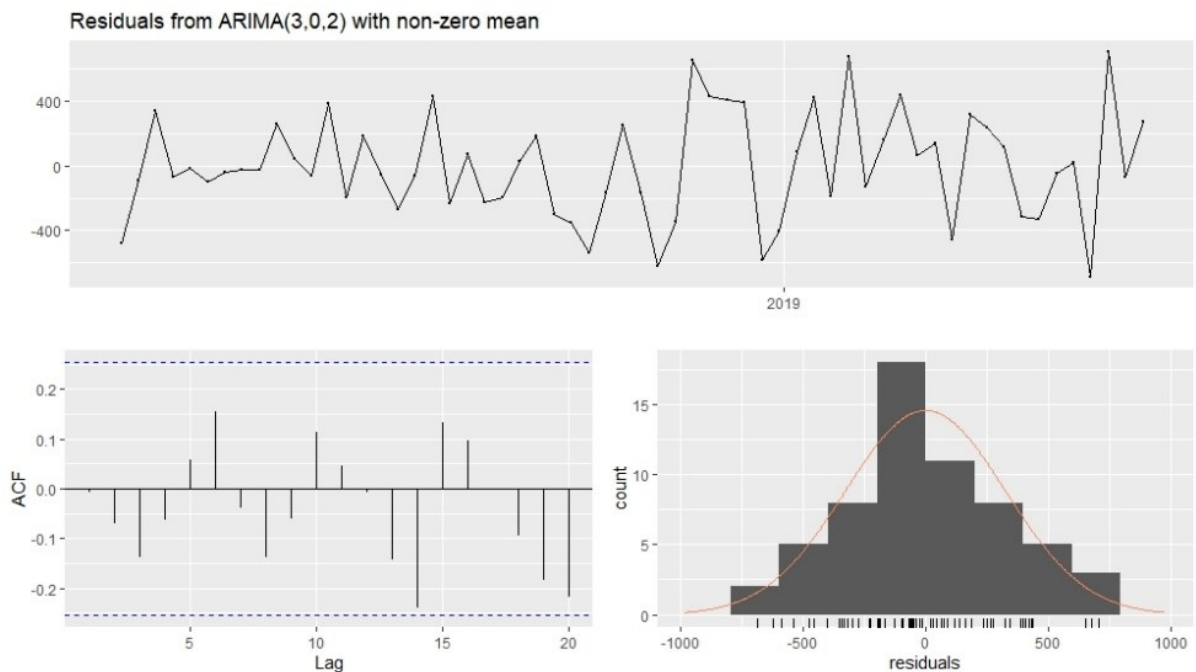 Residuals from ARIMA(3,0,2) with non-zero mean
400
0
-400
2019
0.2
0.1
0.0
-0.1
-0.2
ACF
5 10 15 20
Lag
15
10
5
0
count
-1000 -500 0 500 1000
residuals